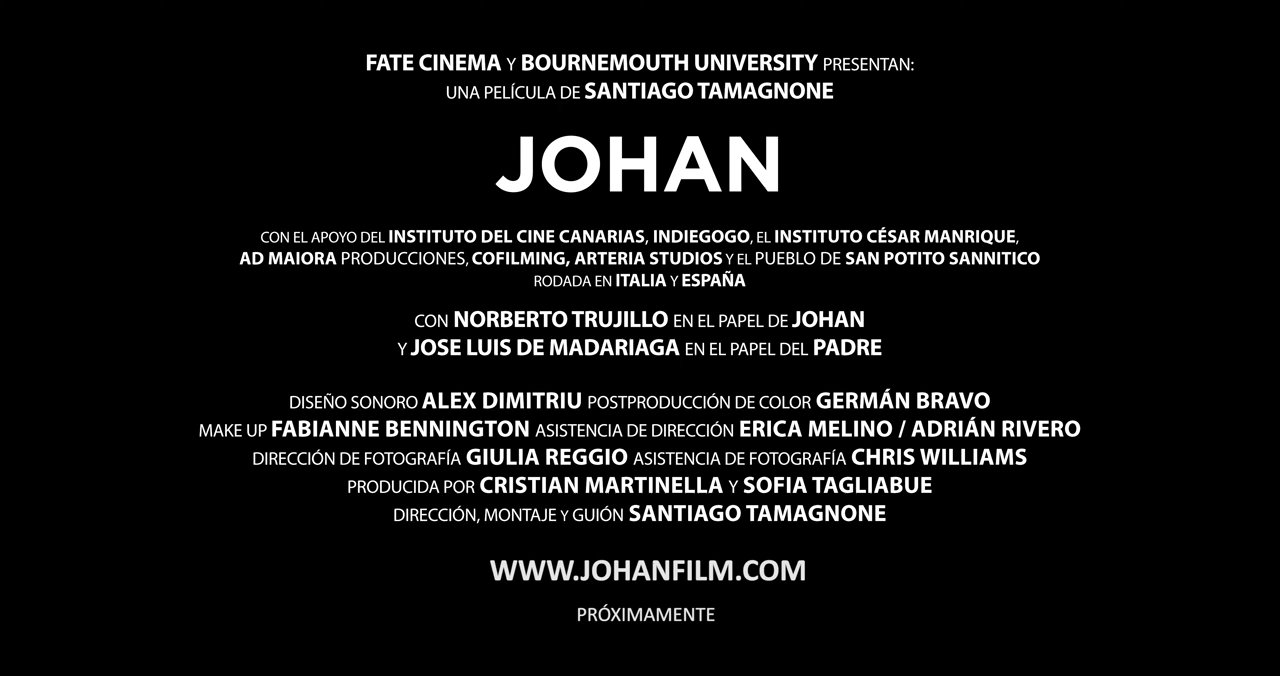 FATE CINEMA Y BOURNEMOUTH UNIVERSITY PRESENTAN:
UNA PELÍCULA DE SANTIAGO TAMAGNONE
JOHAN
CON EL APOYO DEL INSTITUTO DEL CINE CANARIAS, INDIEGOGO, EL INSTITUTO CÉSAR MANRIQUE,
AD MAIORA PRODUCCIONES, COFILMING, ARTERIA STUDIOS Y EL PUEBLO DE SAN POTITO SANNITICO
RODADA EN ITALIA Y ESPAÑA
CON NORBERTO TRUJILLO EN EL PAPEL DE JOHAN
Y JOSE LUIS DE MADARIAGA EN EL PAPEL DEL PADRE
DISEÑO SONORO ALEX DIMITRIU POSTPRODUCCIÓN DE COLOR GERMÁN BRAVO
MAKE UP FABIANNE BENNINGTON ASISTENCIA DE DIRECCIÓN ERICA MELINO / ADRIÁN RIVERO
DIRECCIÓN DE FOTOGRAFÍA GIULIA REGGIO ASISTENCIA DE FOTOGRAFÍA CHRIS WILLIAMS
PRODUCIDA POR CRISTIAN MARTINELLA Y SOFIA TAGLIABUE
DIRECCIÓN, MONTAJE Y GUIÓN SANTIAGO TAMAGNONE
WWW.JOHANFILM.COM
PRÓXIMAMENTE